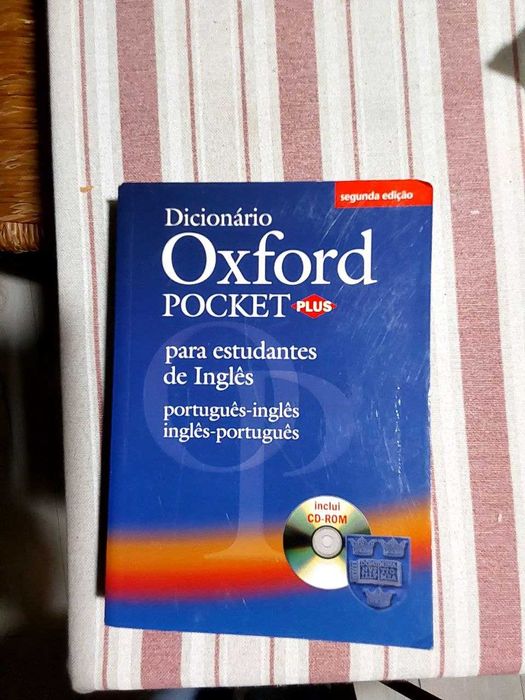 segunda edição
Dicionário
Oxford
POCKET PLUS
para estudantes
de Inglês
português-inglês
inglês-português
inclui
CD-ROM